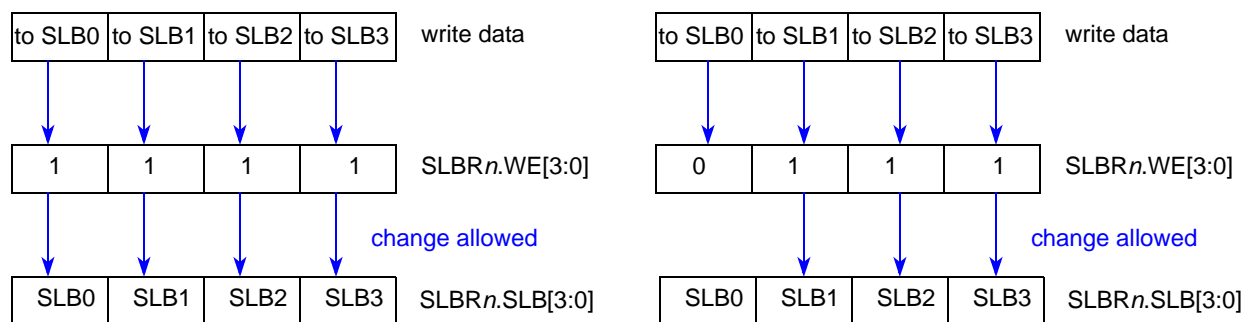 to SLB0 to SLB1 to SLB2 to SLB3 write data
1 1 1 1 SLBRn.WE[3:0]
change allowed
SLB0 SLB1 SLB2 SLB3 SLBRn.SLB[3:0]
to SLB0 to SLB1 to SLB2 to SLB3 write data
0 1 1 1 SLBRn.WE[3:0]
change allowed
SLB0 SLB1 SLB2 SLB3 SLBRn.SLB[3:0]